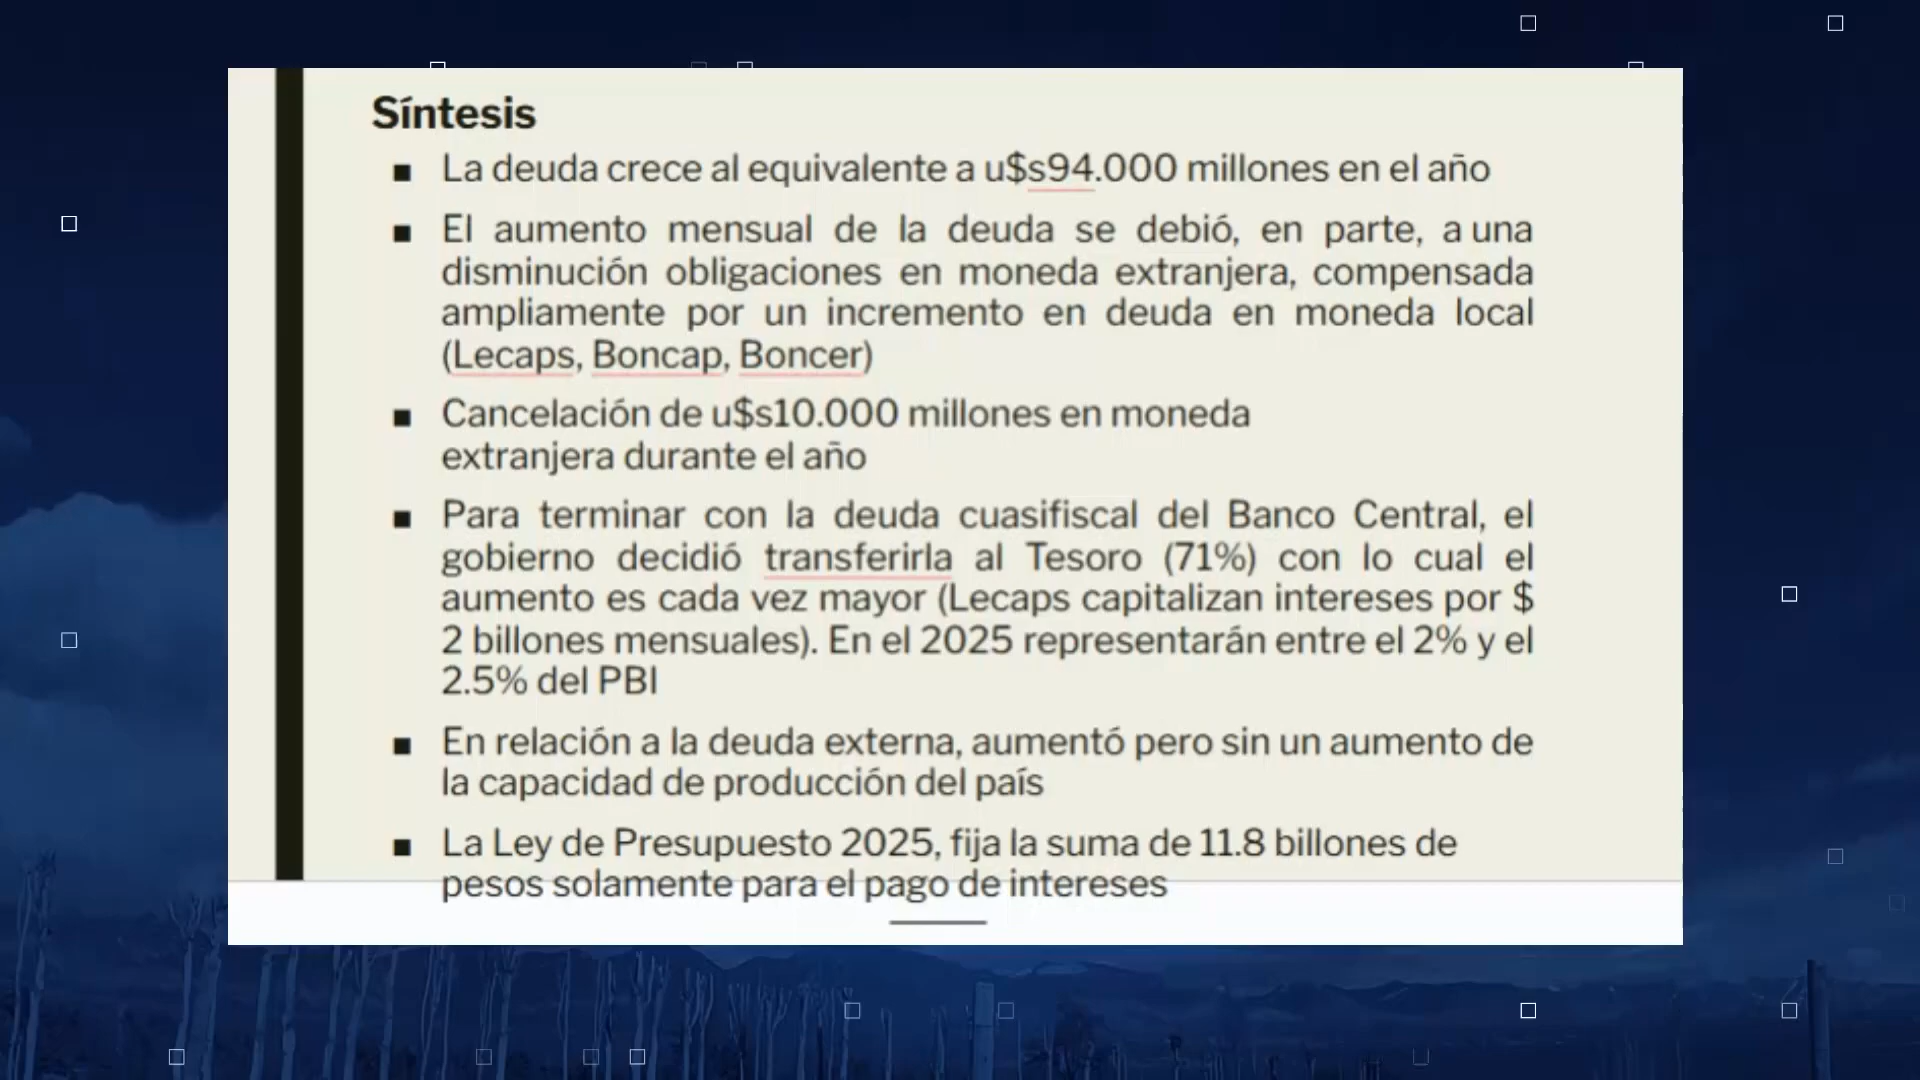 Síntesis
La deuda crece al equivalente a u$s94.000 millones en el año
El aumento mensual de la deuda se debió, en parte, a una
disminución obligaciones en moneda extranjera, compensada
ampliamente por un incremento en deuda en moneda local
(Lecaps, Boncap, Boncer)
Cancelación de u$s10.000 millones en moneda
extranjera durante el año
Para terminar con la deuda cuasifiscal del Banco Central, el
gobierno decidió transferirla al Tesoro (71%) con lo cual el
aumento es cada vez mayor (Lecaps capitalizan intereses por $
2 billones mensuales). En el 2025 representarán entre el 2% y el
2.5% del PBI
En relación a la deuda externa, aumentó pero sin un aumento de
la capacidad de producción del país
La Ley de Presupuesto 2025, fija la suma de 11.8 billones de
pesos solamente para el pago de intereses